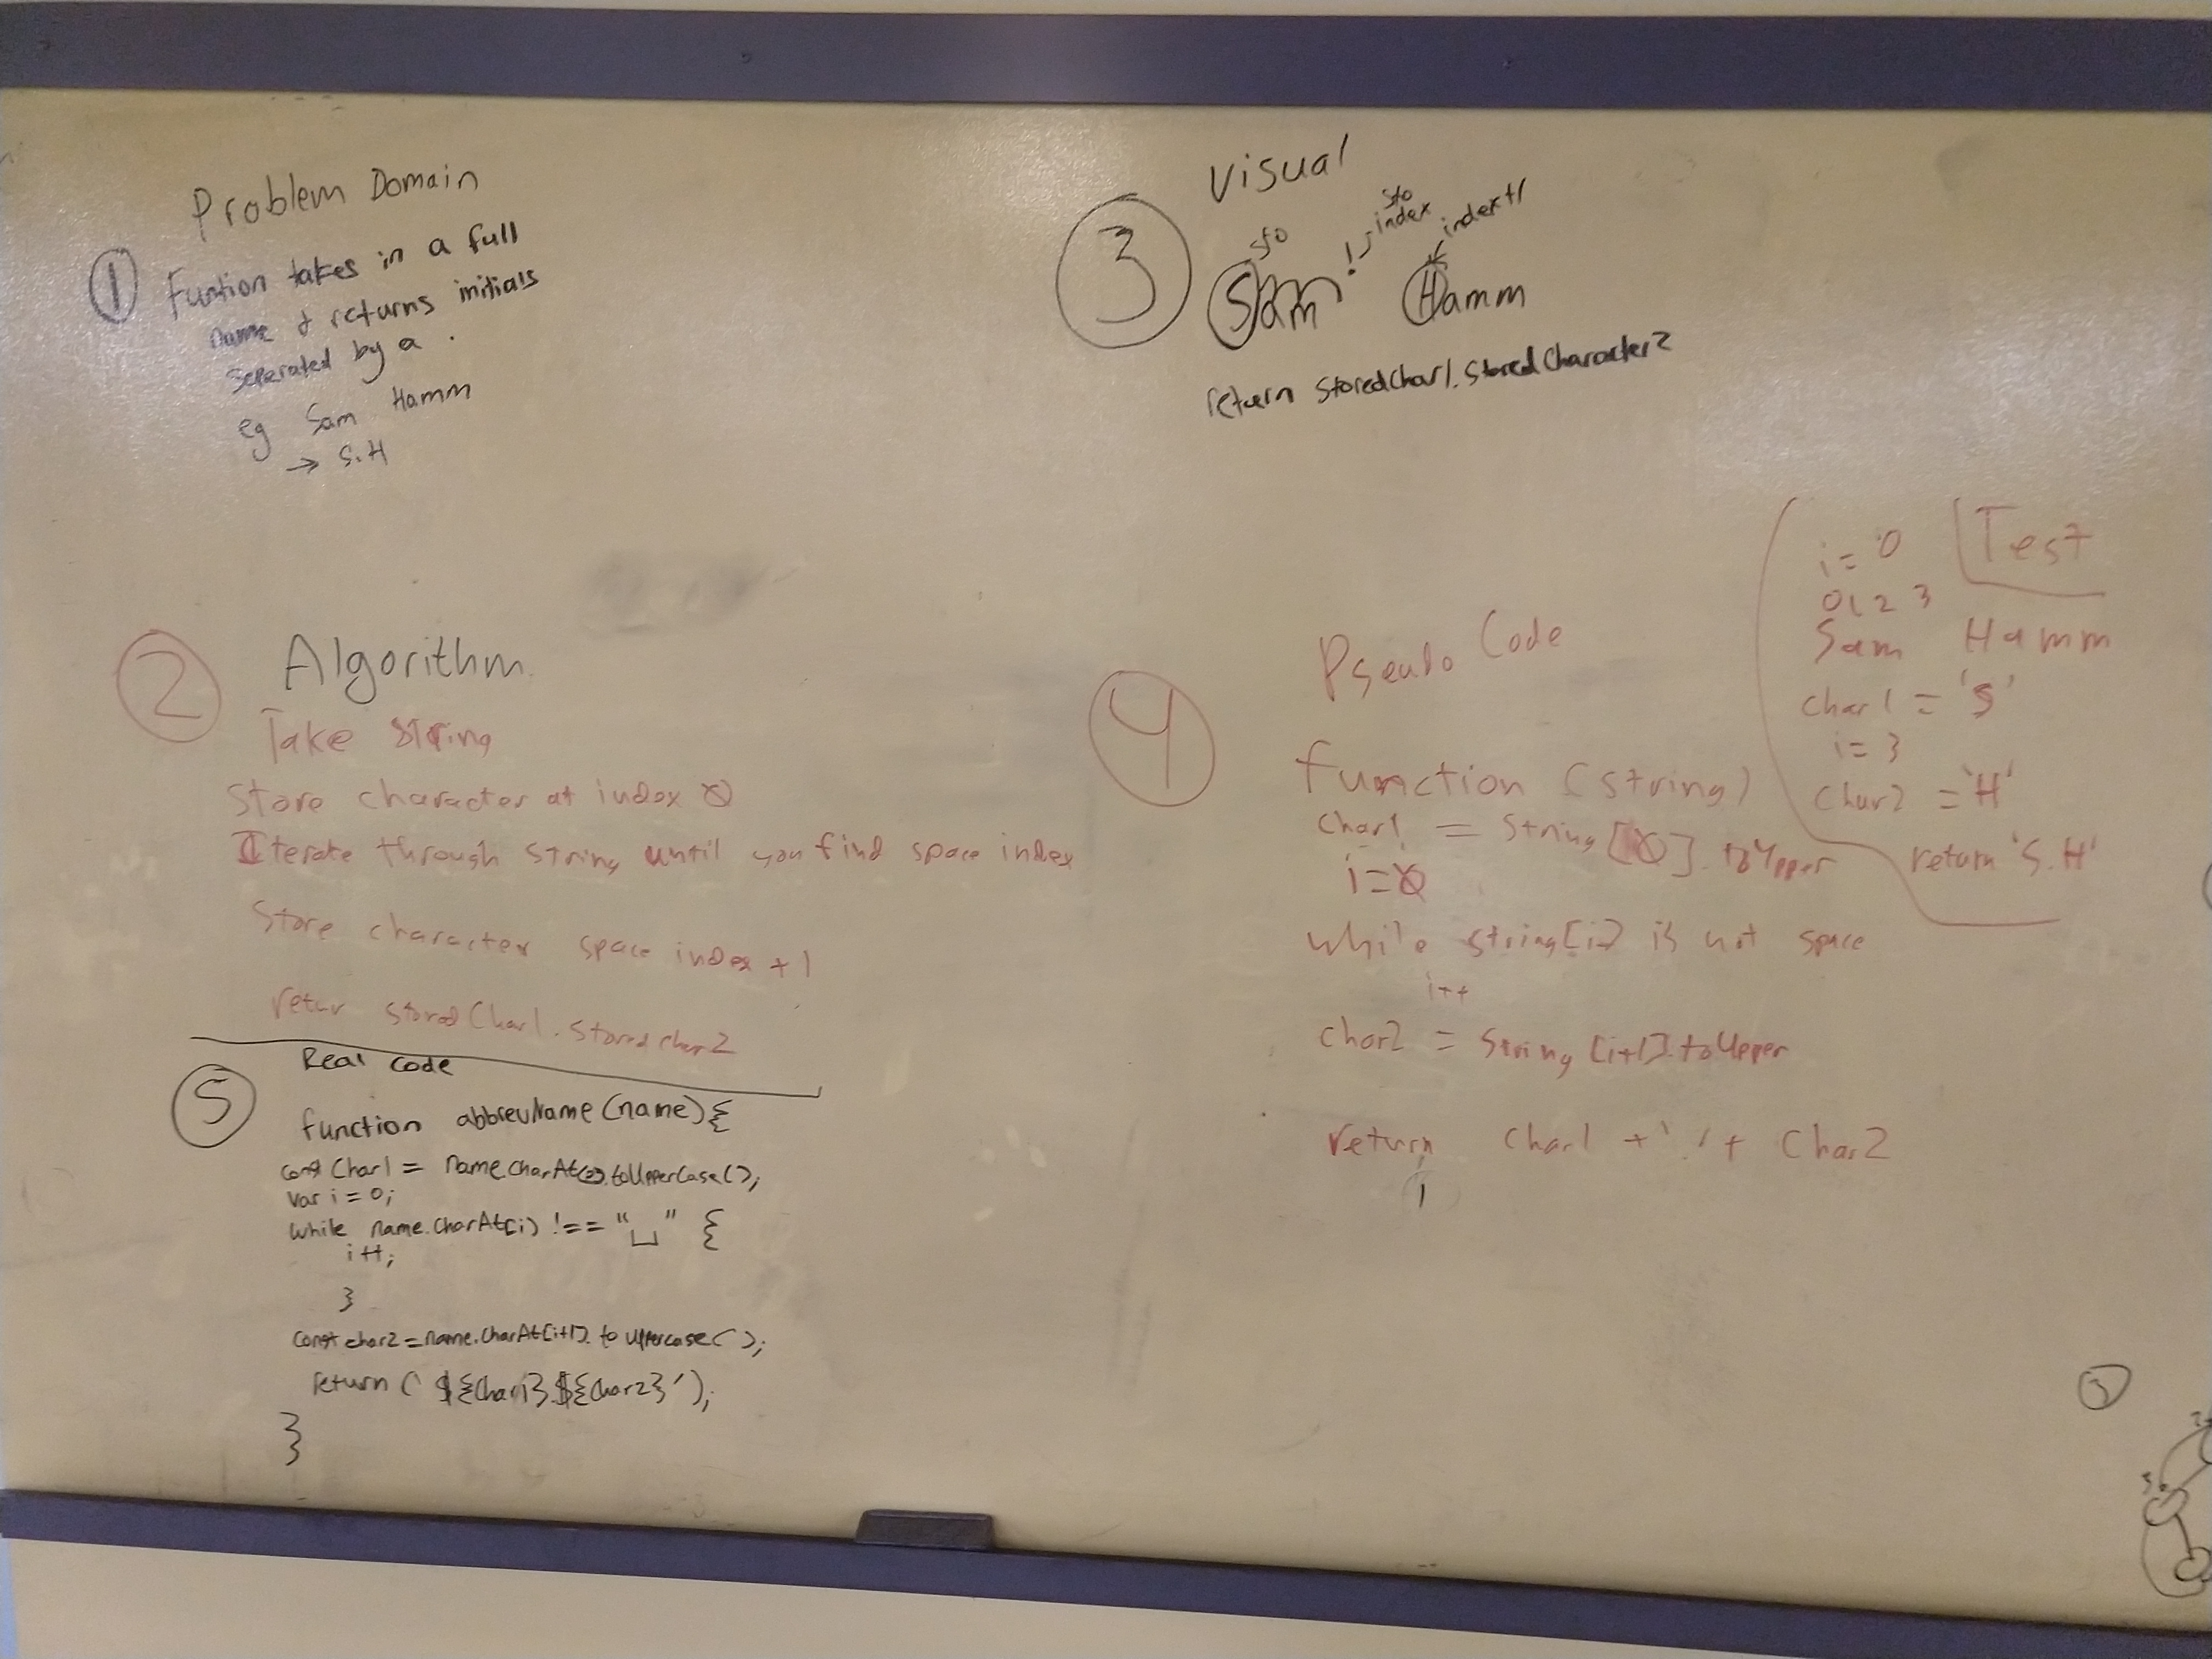 Problem Domain
① Funtion takes in a full
name & returns initials
seperated by a .
eg Sam Hamm
→ S.H
② Algorithm
Take String
Store character at index 0
Iterate through string until you find space index
Store character space index +1
retur stored Char1 . stored char2
⑤ Real code
function abbrevName(name){
const Char1 = name.charAt(0).toUpperCase();
var i = 0;
while name.charAt(i) !== "␣" {
i++;
}
const char2 = name.charAt[i+1].to uppercase();
return ( ${Char1}.${Char2}');
}
③ Visual
sto
sto
index
index+1
Sam Hamm
return storedChar1.storedCharacter2
④ Pseudo Code
function (string)
char1 = string [0].toUpper
i=0
while string[i] is not space
i++
char2 = string [i+1].toUpper
return char1 + '.' + Char2
Test
i = 0
0 1 2 3
Sam Hamm
char1 = 'S'
i = 3
char2 = 'H'
return 'S.H'
3